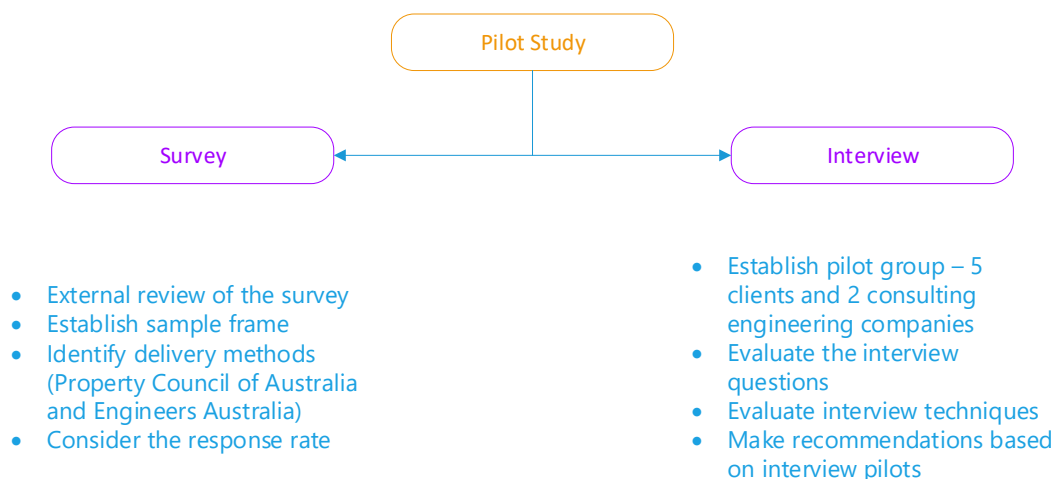 Pilot Study
Survey
Interview
• External review of the survey
• Establish sample frame
• Identify delivery methods
(Property Council of Australia
and Engineers Australia)
• Consider the response rate
• Establish pilot group – 5
clients and 2 consulting
engineering companies
• Evaluate the interview
questions
• Evaluate interview techniques
• Make recommendations based
on interview pilots